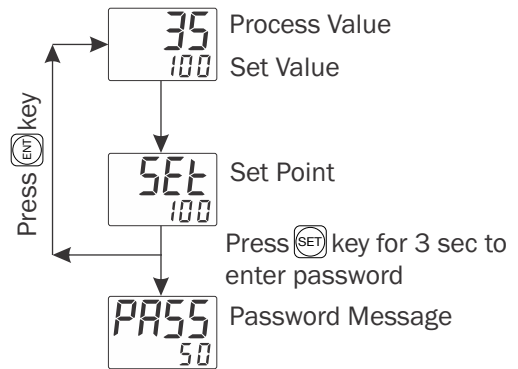 35 Process Value
100 Set Value
Press ENT key
SEt Set Point
100
Press SET key for 3 sec to
enter password
PASS Password Message
50